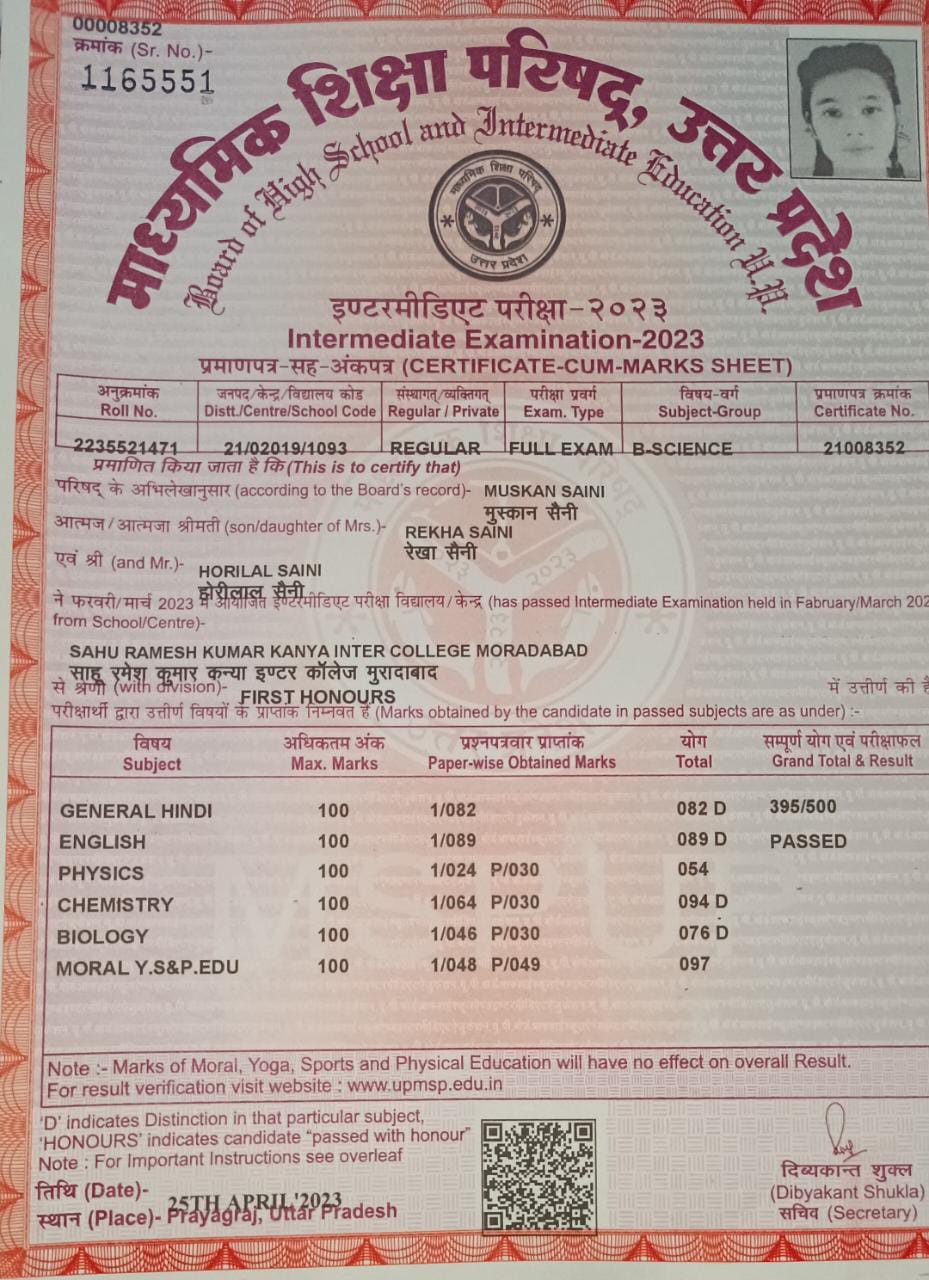 00008352
क्रमांक (Sr. No.)-
1165551
माध्यमिक शिक्षा परिषद्, उत्तर प्रदेश
Board of High School and Intermediate Education U.P.
माध्यमिक शिक्षा परिषद
उत्तर प्रदेश
इण्टरमीडिएट परीक्षा-२०२३
Intermediate Examination-2023
प्रमाणपत्र-सह-अंकपत्र (CERTIFICATE-CUM-MARKS SHEET)
अनुक्रमांक जनपद/केन्द्र/विद्यालय कोड संस्थागत/व्यक्तिगत् परीक्षा प्रवर्ग विषय-वर्ग प्रमाणपत्र क्रमांक
Roll No. Distt./Centre/School Code Regular / Private Exam. Type Subject-Group Certificate No.
2235521471 21/02019/1093 REGULAR FULL EXAM B-SCIENCE 21008352
प्रमाणित किया जाता है कि (This is to certify that)
परिषद् के अभिलेखानुसार (according to the Board's record)- MUSKAN SAINI
मुस्कान सैनी
आत्मज/आत्मजा श्रीमती (son/daughter of Mrs.)- REKHA SAINI
रेखा सैनी
एवं श्री (and Mr.)- HORILAL SAINI
होरीलाल सैनी
ने फरवरी/मार्च 2023 में आयोजित इण्टरमीडिएट परीक्षा विद्यालय/केन्द्र (has passed Intermediate Examination held in Fabruary/March 202
from School/Centre)-
SAHU RAMESH KUMAR KANYA INTER COLLEGE MORADABAD
साहू रमेश कुमार कन्या इण्टर कॉलेज मुरादाबाद
से श्रेणी (with division)- FIRST HONOURS में उत्तीर्ण की है
परीक्षार्थी द्वारा उत्तीर्ण विषयों के प्राप्तांक निम्नवत हैं (Marks obtained by the candidate in passed subjects are as under) :-
विषय अधिकतम अंक प्रश्नपत्रवार प्राप्तांक योग सम्पूर्ण योग एवं परीक्षाफल
Subject Max. Marks Paper-wise Obtained Marks Total Grand Total & Result
GENERAL HINDI 100 1/082 082 D 395/500
ENGLISH 100 1/089 089 D PASSED
PHYSICS 100 1/024 P/030 054
CHEMISTRY 100 1/064 P/030 094 D
BIOLOGY 100 1/046 P/030 076 D
MORAL Y.S&P.EDU 100 1/048 P/049 097
MSPUP
Note :- Marks of Moral, Yoga, Sports and Physical Education will have no effect on overall Result.
For result verification visit website : www.upmsp.edu.in
'D' indicates Distinction in that particular subject,
'HONOURS' indicates candidate "passed with honour"
Note : For Important Instructions see overleaf
तिथि (Date)- 25TH APRIL'2023
स्थान (Place)- Prayagraj, Uttar Pradesh
दिब्यकान्त शुक्ल
(Dibyakant Shukla)
सचिव (Secretary)